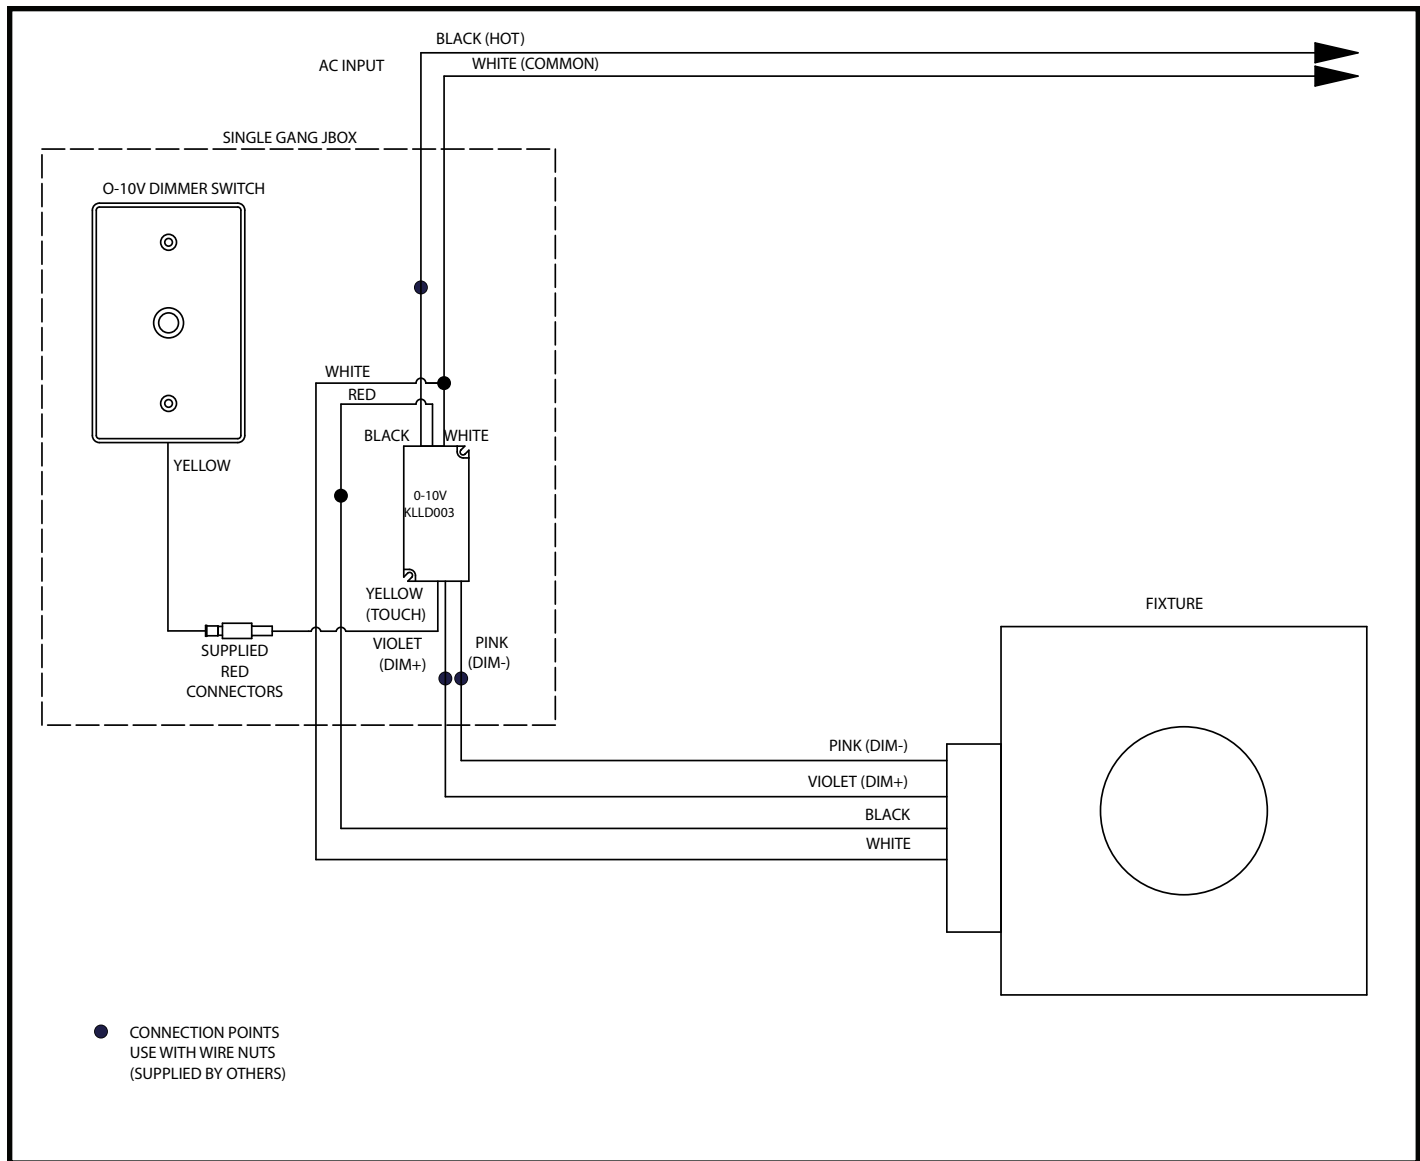 BLACK (HOT)
AC INPUT
WHITE (COMMON)
SINGLE GANG JBOX
O-10V DIMMER SWITCH
WHITE
RED
BLACK
WHITE
YELLOW
0-10V
KLLD003
YELLOW
(TOUCH)
VIOLET
(DIM+)
PINK
(DIM-)
SUPPLIED
RED
CONNECTORS
FIXTURE
PINK (DIM-)
VIOLET (DIM+)
BLACK
WHITE
CONNECTION POINTS
USE WITH WIRE NUTS
(SUPPLIED BY OTHERS)